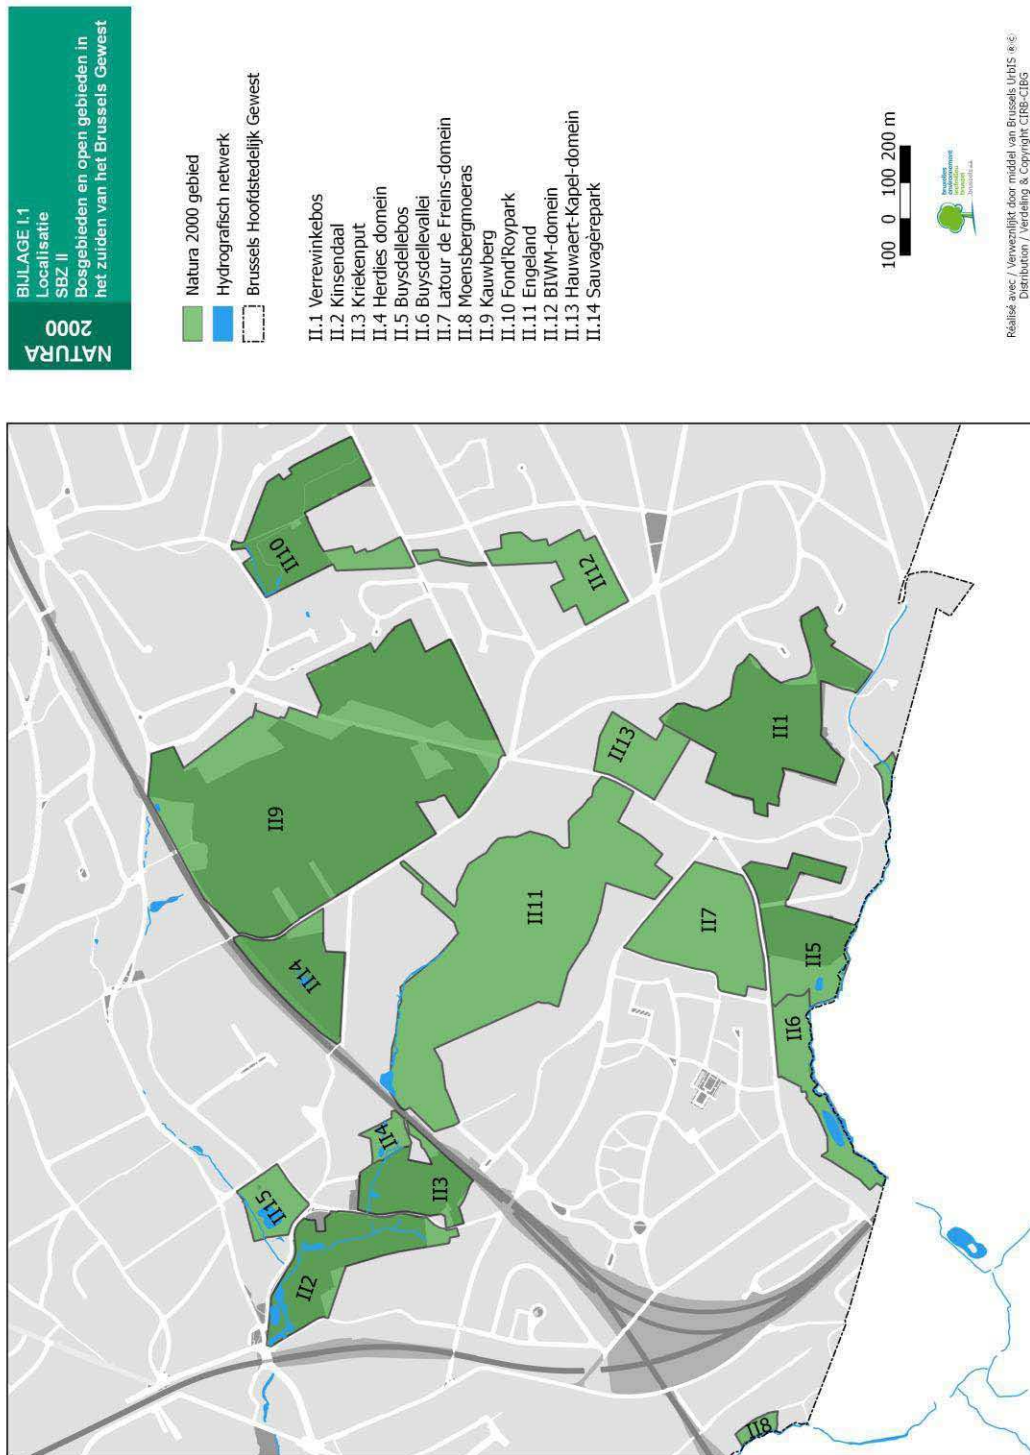 NATURA
2000
BIJLAGE I.1
Localisatie
SBZ II
Bosgebieden en open gebieden in
het zuiden van het Brussels Gewest
Natura 2000 gebied
Hydrografisch netwerk
Brussels Hoofdstedelijk Gewest
II.1 Verrewinkebos
II.2 Kinsendaal
II.3 Kriekenput
II.4 Herdies domein
II.5 Buysdellebos
II.6 Buysdellevallei
II.7 Latour de Freins-domein
II.8 Moensbergmoeras
II.9 Kauwberg
II.10 Fond'Roypark
II.11 Engeland
II.12 BIWM-domein
II.13 Hauwaert-Kapel-domein
II.14 Sauvagèrepark
100 0 100 200 m
Réalisé avec / Verwezenlijkt door middel van Brussels UrbIS ®©
Distribution / Verdeling & Copyright CIRB-CIBG
II10
II12
II9
II13
II1
II14
II11
II7
II5
II6
II4
II3
II15
II2
II8